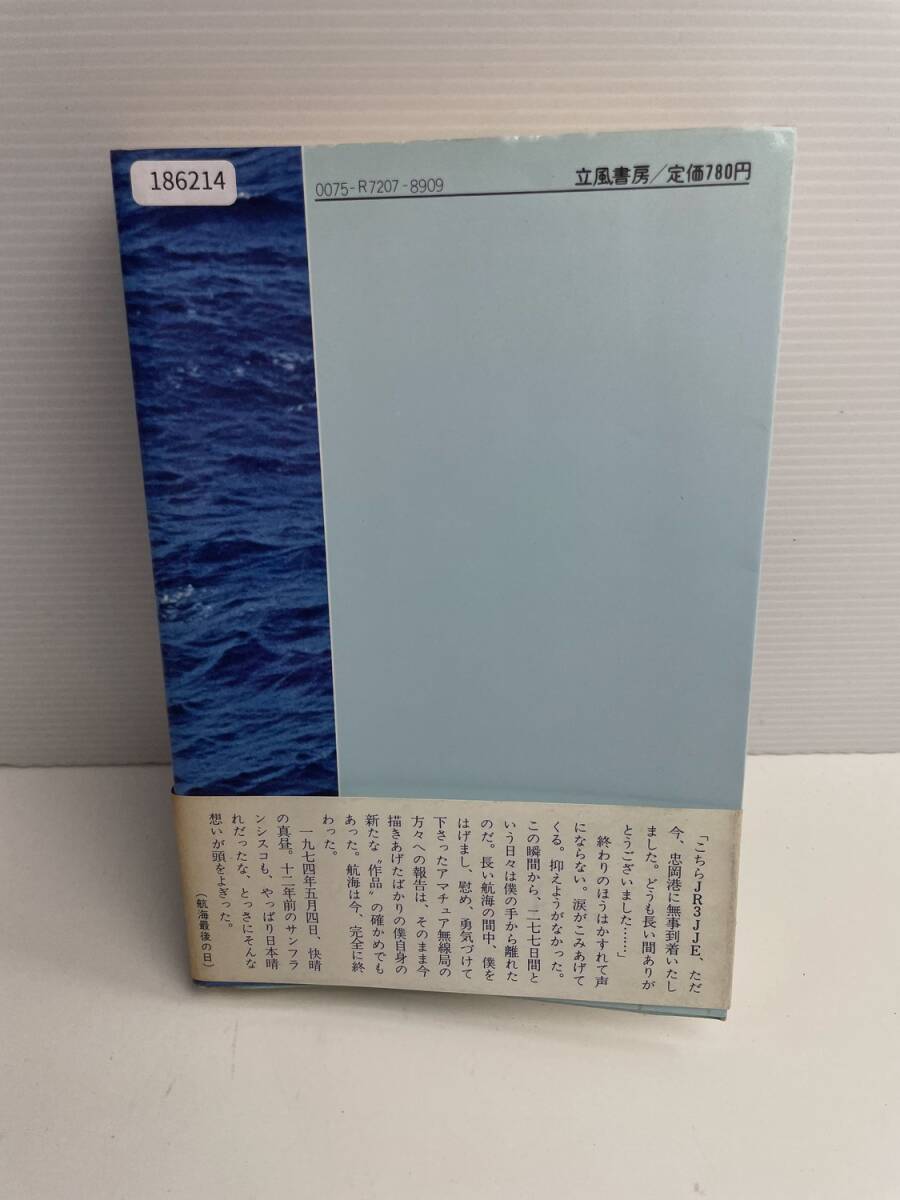 186214
0075-R7207-8909
立風書房/定価780円
「こちらJR3JJE、ただ
今、忠岡港に無事到着いたし
ました。どうも長い間ありが
とうございました……」
終わりのほうはかすれて声
にならない。涙がこみあげて
くる。抑えようがなかった。
この瞬間から、二七七日間と
いう日々は僕の手から離れた
のだ。長い航海の間中、僕を
はげまし、慰め、勇気づけて
下さったアマチュア無線局の
方々への報告は、そのまま今
描きあげたばかりの僕自身の
新たな〝作品〟の確かめでも
あった。航海は今、完全に終
わった。
一九七四年五月四日、快晴
の真昼。十二年前のサンフラ
ンシスコも、やっぱり日本晴
れだったな、とっさにそんな
想いが頭をよぎった。
(航海最後の日)